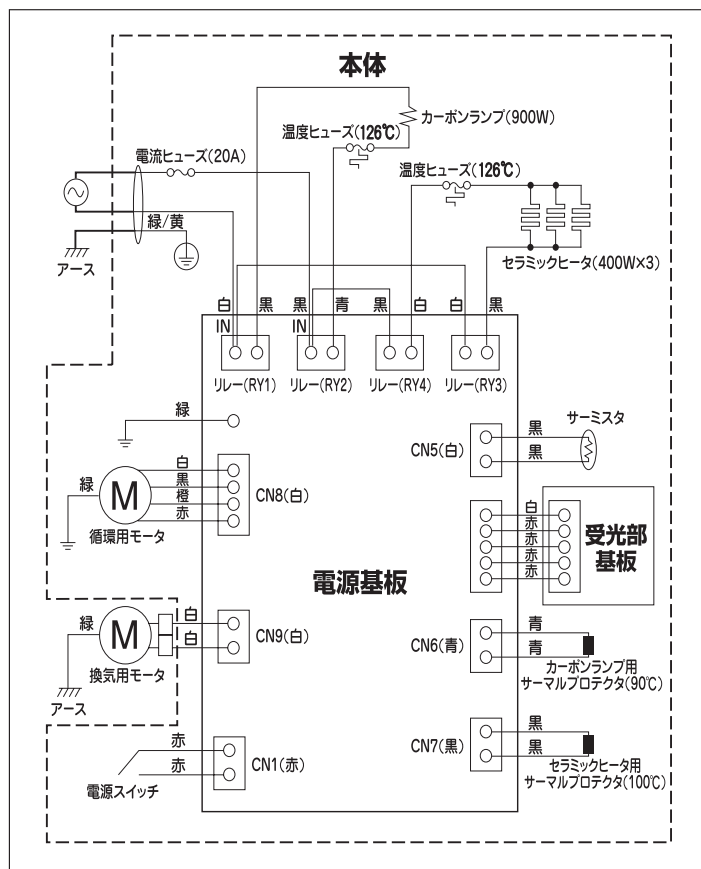 本体
カーボンランプ(900W)
温度ヒューズ(126℃)
電流ヒューズ(20A)
温度ヒューズ(126℃)
緑/黄
アース
セラミックヒータ(400W×3)
白 黒 黒 青 黒 白 白 黒
IN IN
リレー(RY1) リレー(RY2) リレー(RY4) リレー(RY3)
緑
サーミスタ
黒
CN5(白)
黒
白
緑
黒
M
CN8(白)
橙
赤
循環用モータ
白
赤
赤
赤
赤
受光部
基板
電源基板
緑
白
M
CN9(白)
白
換気用モータ
アース
青
CN6(青)
青
カーボンランプ用
サーマルプロテクタ(90℃)
赤
CN1(赤)
赤
電源スイッチ
黒
CN7(黒)
黒
セラミックヒータ用
サーマルプロテクタ(100℃)